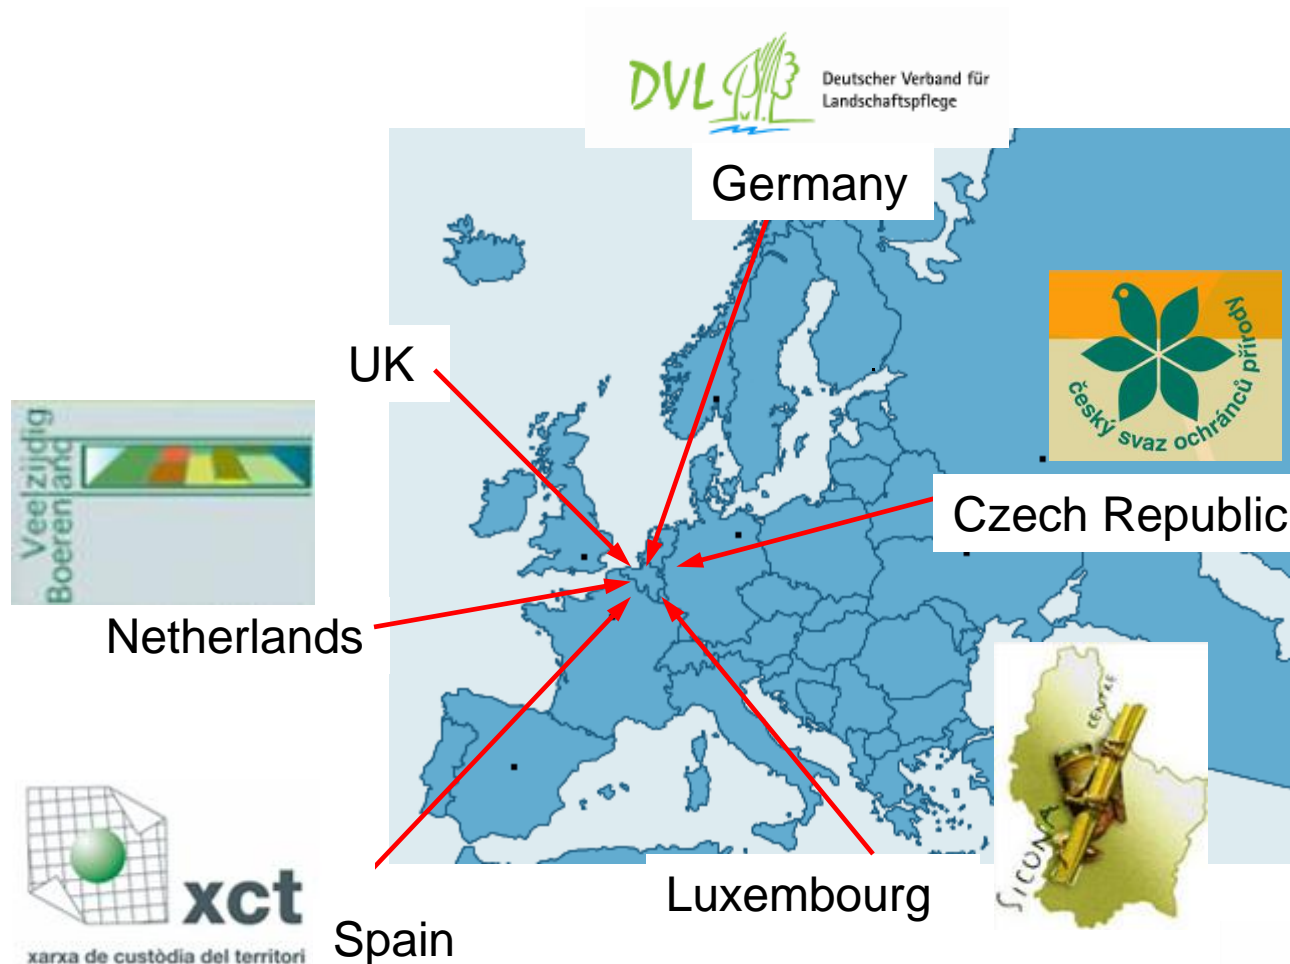 DVL
Deutscher Verband für
Landschaftspflege
Germany
UK
český svaz ochránců přírody
Veelzijdig
Boerenland
Czech Republic
Netherlands
CENTRE
SICONA
xct
xarxa de custòdia del territori
Luxembourg
Spain